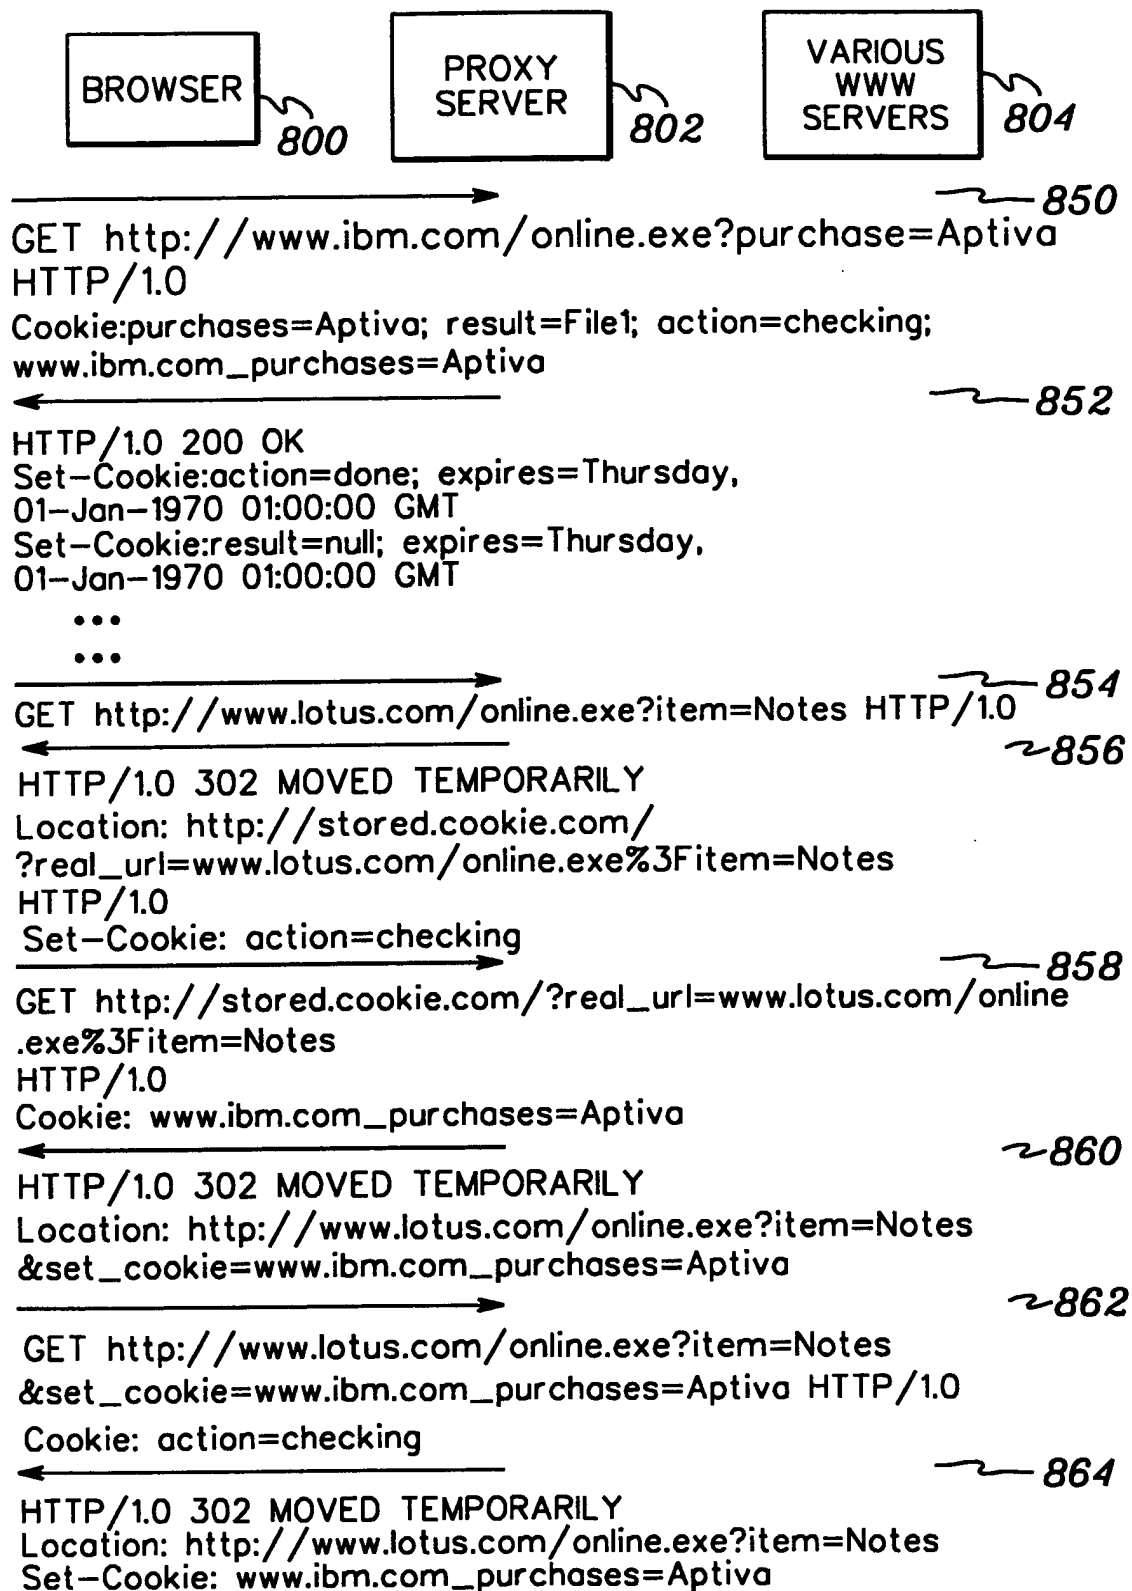 BROWSER
800
PROXY
SERVER
802
VARIOUS
WWW
SERVERS
804
850
GET http://www.ibm.com/online.exe?purchase=Aptiva
HTTP/1.0
Cookie:purchases=Aptiva; result=File1; action=checking;
www.ibm.com_purchases=Aptiva
852
HTTP/1.0 200 OK
Set-Cookie:action=done; expires=Thursday,
01-Jan-1970 01:00:00 GMT
Set-Cookie:result=null; expires=Thursday,
01-Jan-1970 01:00:00 GMT
...
...
854
GET http://www.lotus.com/online.exe?item=Notes HTTP/1.0
856
HTTP/1.0 302 MOVED TEMPORARILY
Location: http://stored.cookie.com/
?real_url=www.lotus.com/online.exe%3Fitem=Notes
HTTP/1.0
Set-Cookie: action=checking
858
GET http://stored.cookie.com/?real_url=www.lotus.com/online
.exe%3Fitem=Notes
HTTP/1.0
Cookie: www.ibm.com_purchases=Aptiva
860
HTTP/1.0 302 MOVED TEMPORARILY
Location: http://www.lotus.com/online.exe?item=Notes
&set_cookie=www.ibm.com_purchases=Aptiva
862
GET http://www.lotus.com/online.exe?item=Notes
&set_cookie=www.ibm.com_purchases=Aptiva HTTP/1.0
Cookie: action=checking
864
HTTP/1.0 302 MOVED TEMPORARILY
Location: http://www.lotus.com/online.exe?item=Notes
Set-Cookie: www.ibm.com_purchases=Aptiva